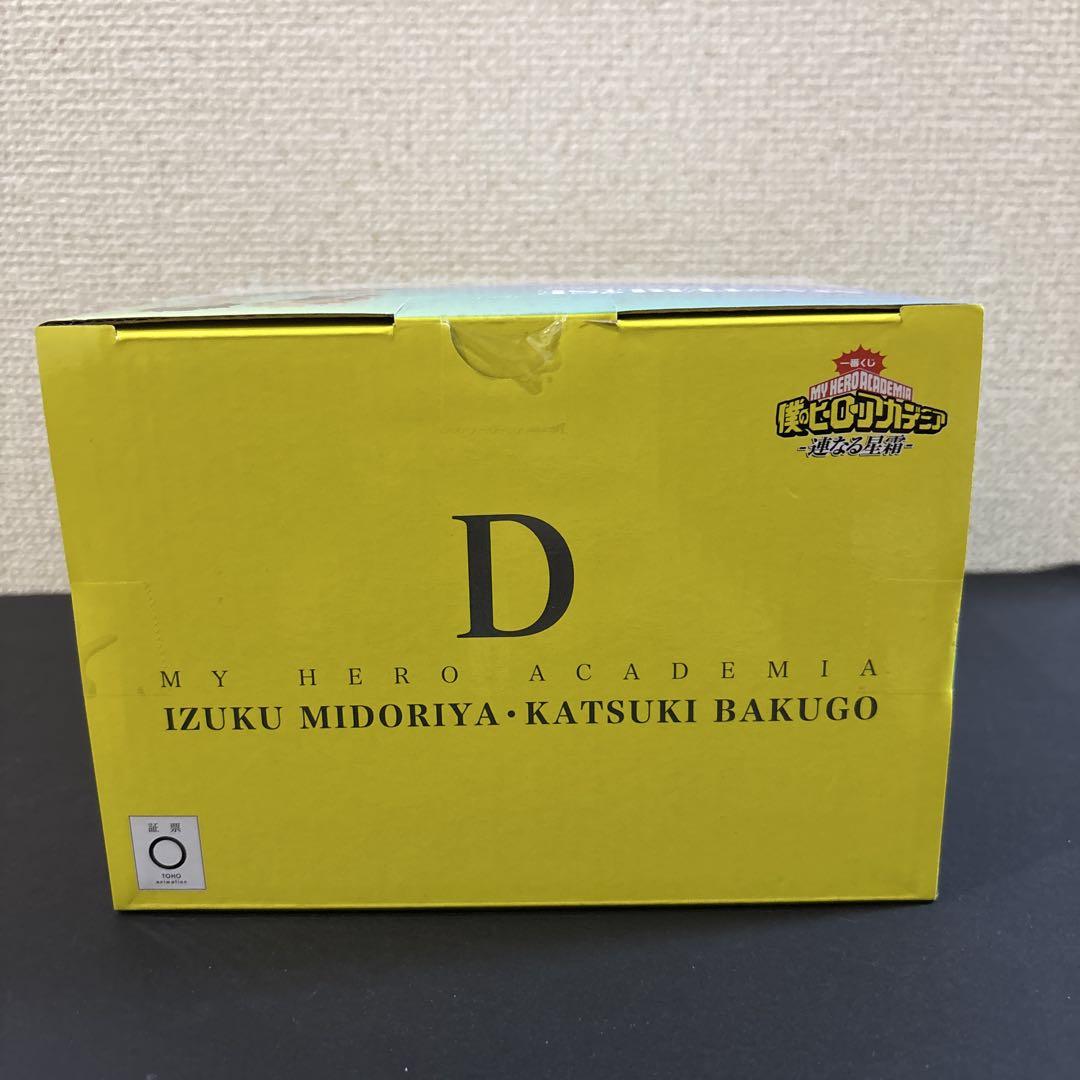 一番くじ
MY HERO ACADEMIA
僕のヒーローアカデミア
-連なる星霜-
D
MY HERO ACADEMIA
IZUKU MIDORIYA・KATSUKI BAKUGO
証票
TOHO
animation